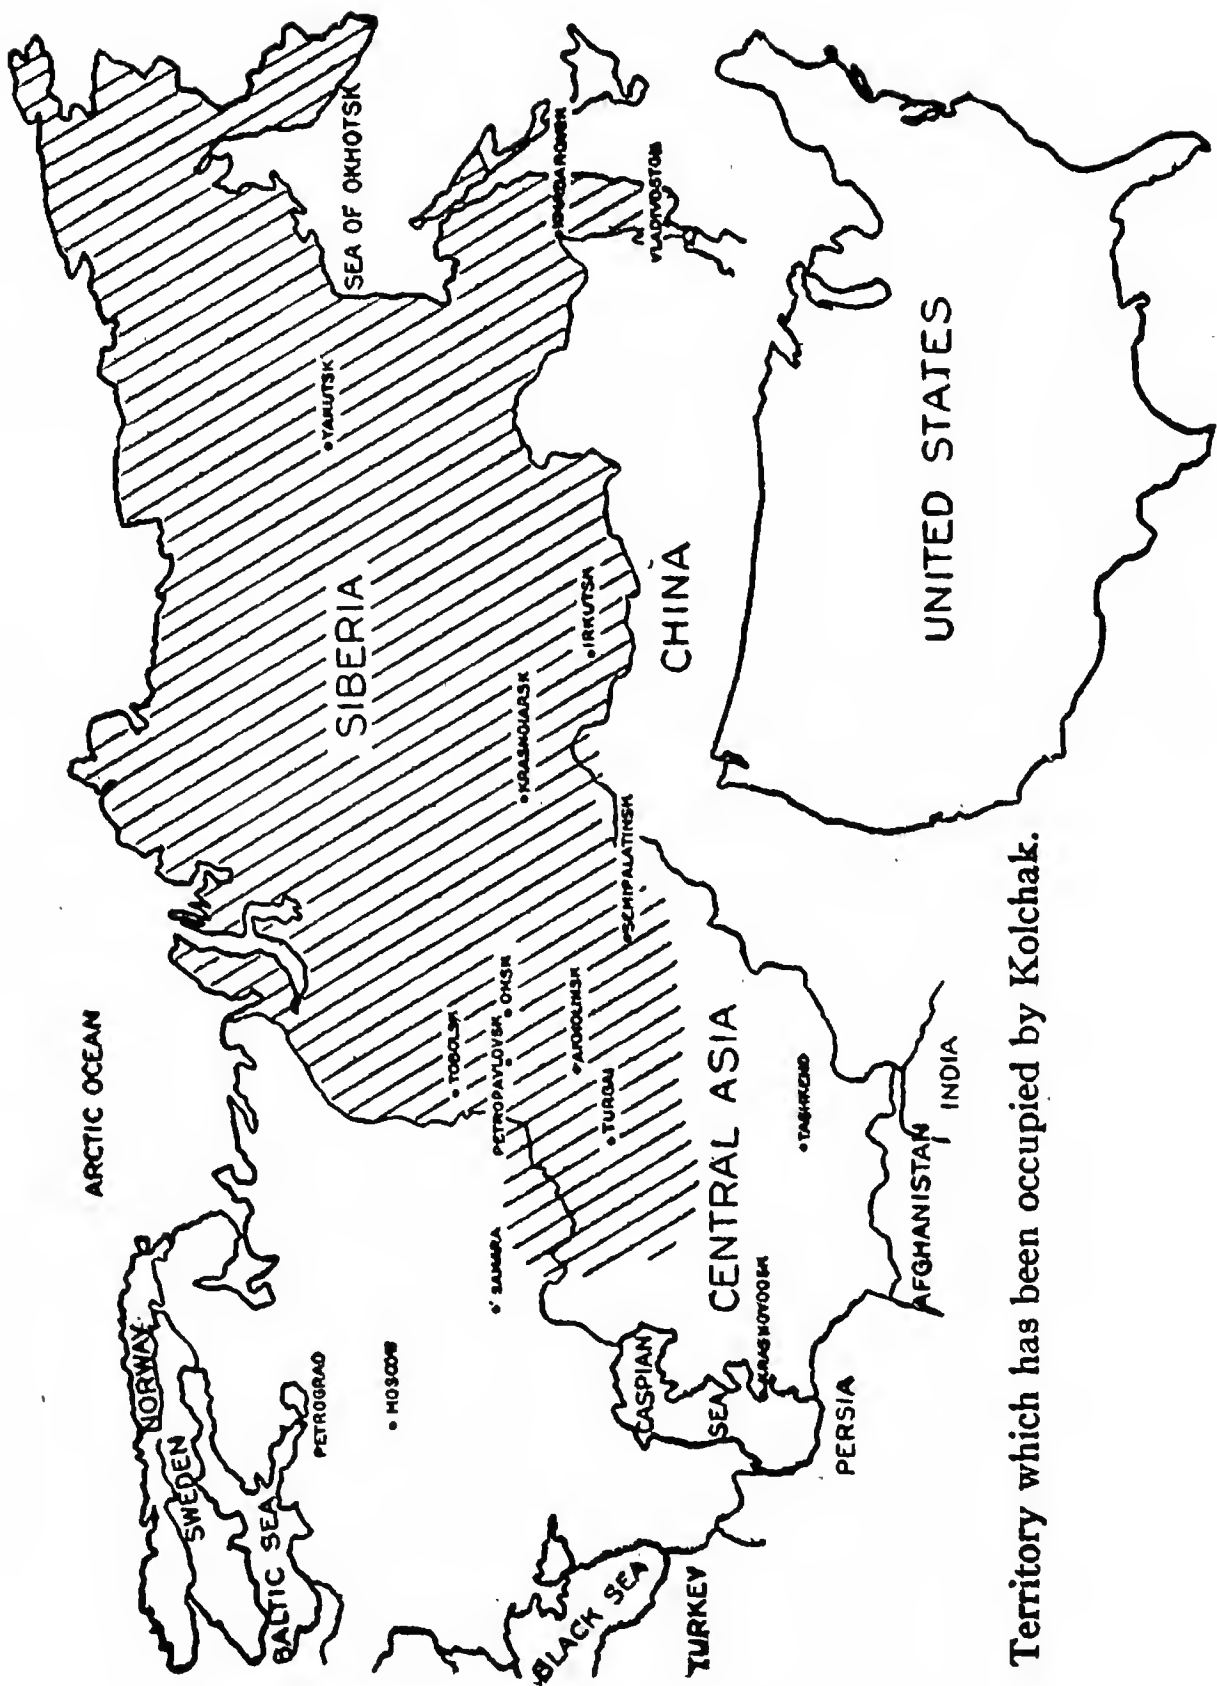 ARCTIC OCEAN
NORWAY
SWEDEN
BALTIC SEA
PETROGRAD
MOSCOW
SAMARA
BLACK SEA
TURKEY
CASPIAN
SEA
KRASNOVODSK
PERSIA
CENTRAL ASIA
TASHKEND
AFGHANISTAN
INDIA
TOBOLSK
PETROPAVLOVSK
OMSK
AKMOLINSK
TURGAI
SEMIPALATINSK
SIBERIA
KRASNOIARSK
IRKUTSK
YAKUTSK
SEA OF OKHOTSK
VLADIVOSTOK
CHINA
UNITED STATES
Territory which has been occupied by Kolchak.